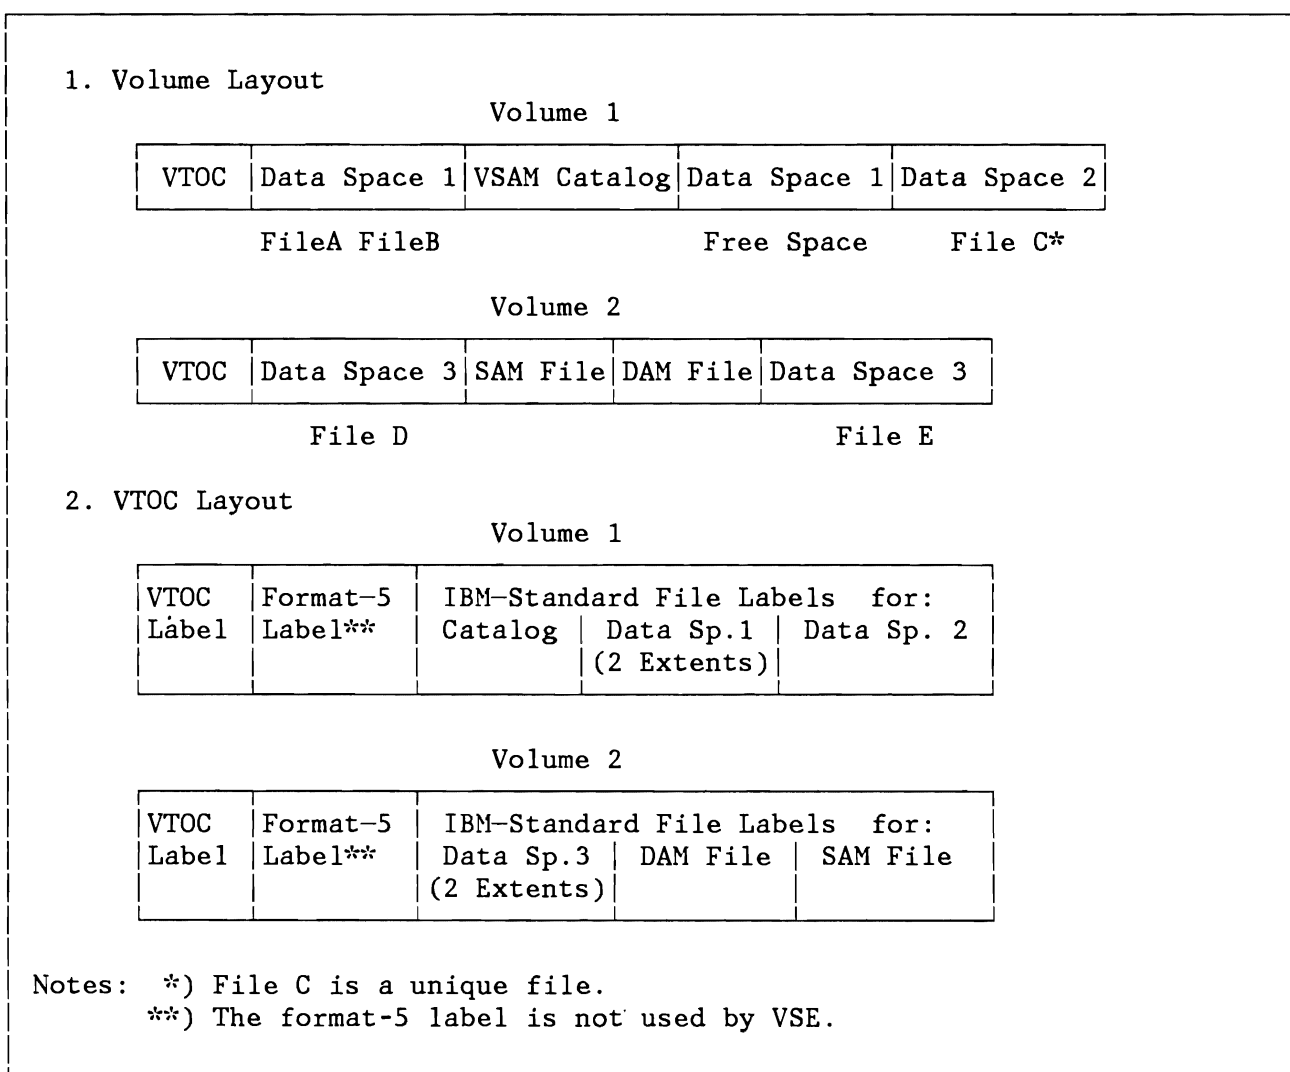 1. Volume Layout
Volume 1
VTOC Data Space 1 VSAM Catalog Data Space 1 Data Space 2
FileA FileB Free Space File C*
Volume 2
VTOC Data Space 3 SAM File DAM File Data Space 3
File D File E
2. VTOC Layout
Volume 1
VTOC Format-5 IBM-Standard File Labels for:
Label Label** Catalog Data Sp.1 Data Sp. 2
(2 Extents)
Volume 2
VTOC Format-5 IBM-Standard File Labels for:
Label Label** Data Sp.3 DAM File SAM File
(2 Extents)
Notes: *) File C is a unique file.
**) The format-5 label is not used by VSE.